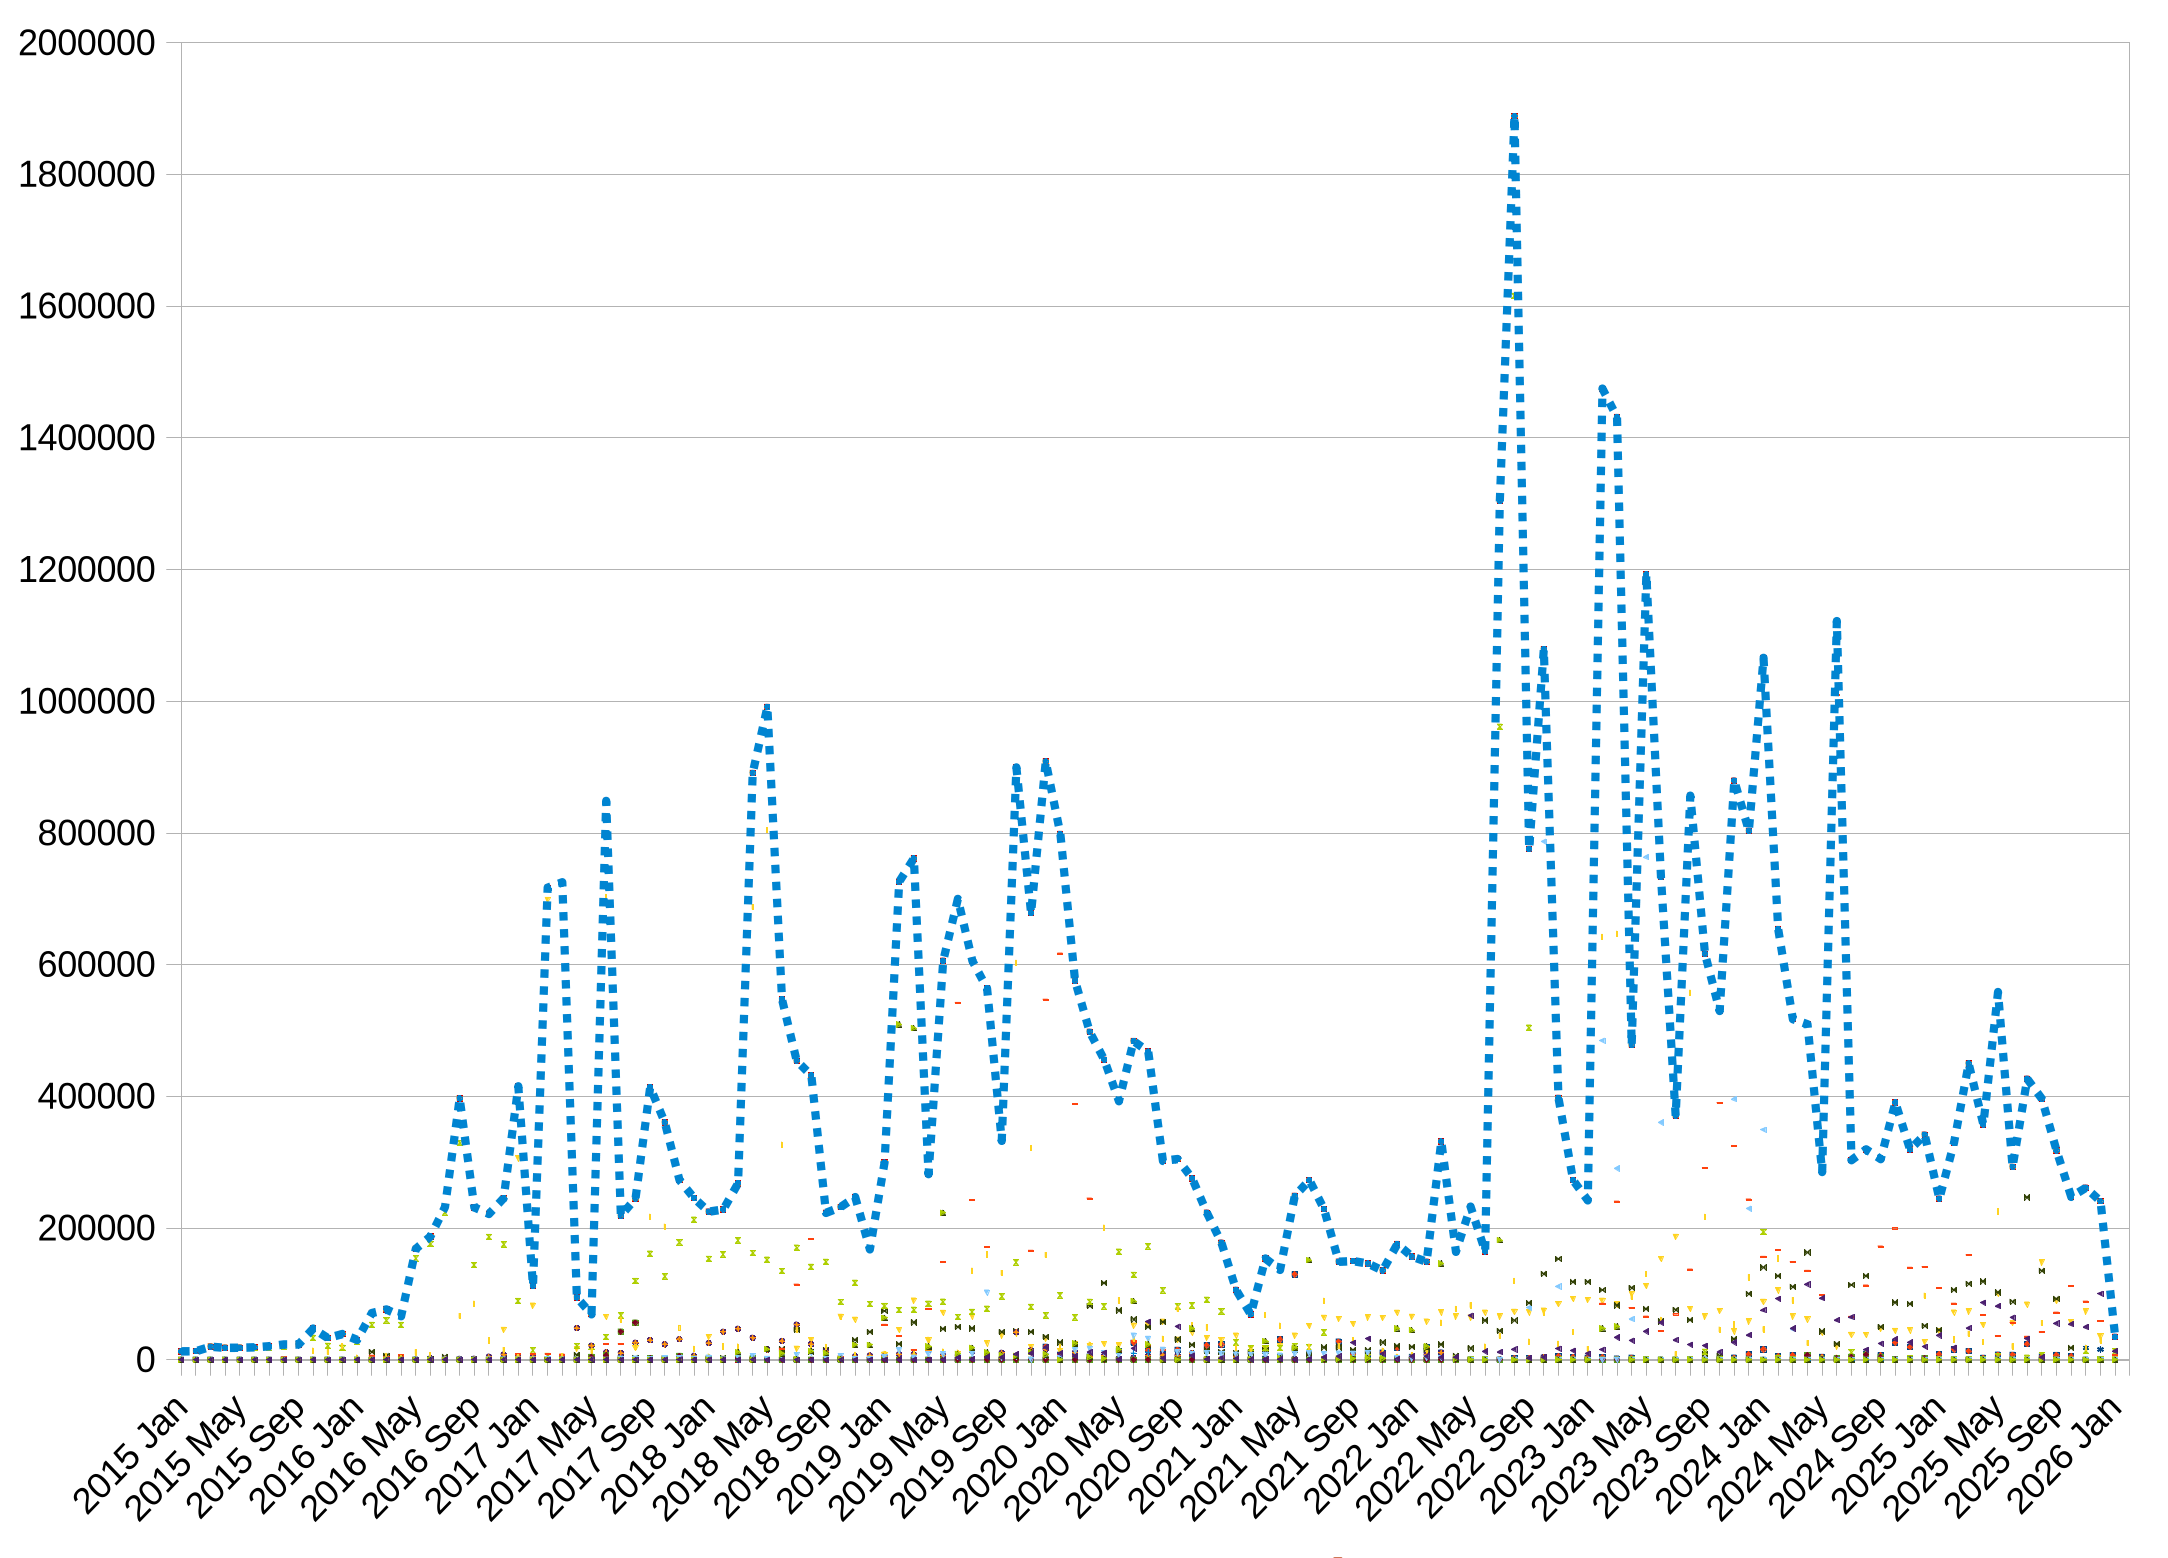 2000000
1800000
1600000
1400000
1200000
1000000
800000
600000
400000
200000
0
2015 Jan
2015 May
2015 Sep
2016 Jan
2016 May
2016 Sep
2017 Jan
2017 May
2017 Sep
2018 Jan
2018 May
2018 Sep
2019 Jan
2019 May
2019 Sep
2020 Jan
2020 May
2020 Sep
2021 Jan
2021 May
2021 Sep
2022 Jan
2022 May
2022 Sep
2023 Jan
2023 May
2023 Sep
2024 Jan
2024 May
2024 Sep
2025 Jan
2025 May
2025 Sep
2026 Jan